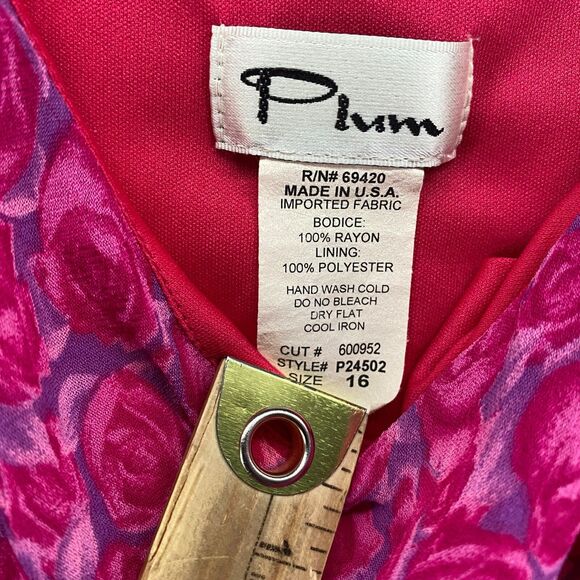 Plum
R/N# 69420
MADE IN U.S.A.
IMPORTED FABRIC
BODICE:
100% RAYON
LINING:
100% POLYESTER
HAND WASH COLD
DO NO BLEACH
DRY FLAT
COOL IRON
CUT # 600952
STYLE# P24502
SIZE 16